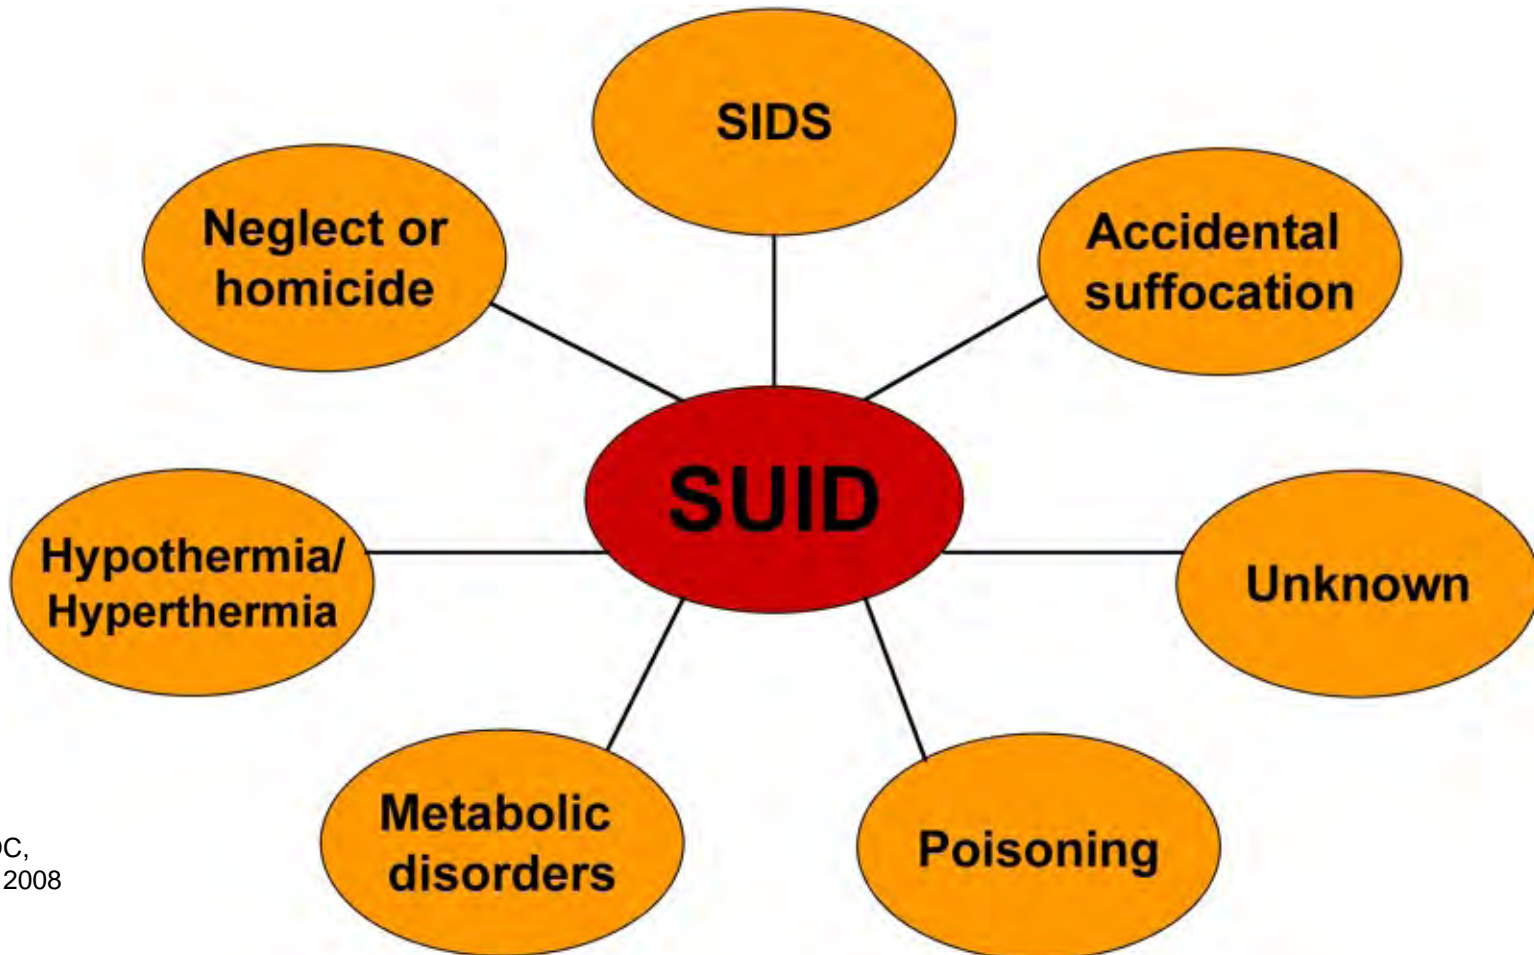 SIDS
Neglect or
homicide
Accidental
suffocation
SUID
Hypothermia/
Hyperthermia
Unknown
Metabolic
disorders
Poisoning
2008